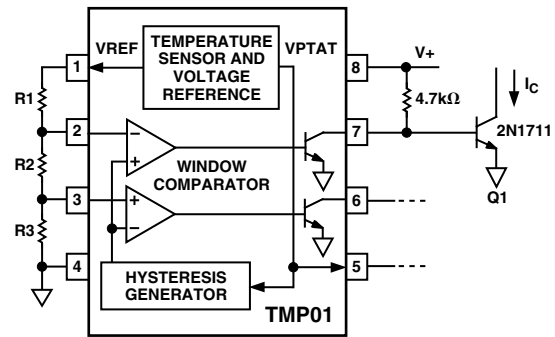 VREF
TEMPERATURE
SENSOR AND
VOLTAGE
REFERENCE
VPTAT
1
8
V+
R1
4.7kΩ
IC
2
7
2N1711
R2
WINDOW
COMPARATOR
Q1
3
6
R3
4
5
HYSTERESIS
GENERATOR
TMP01